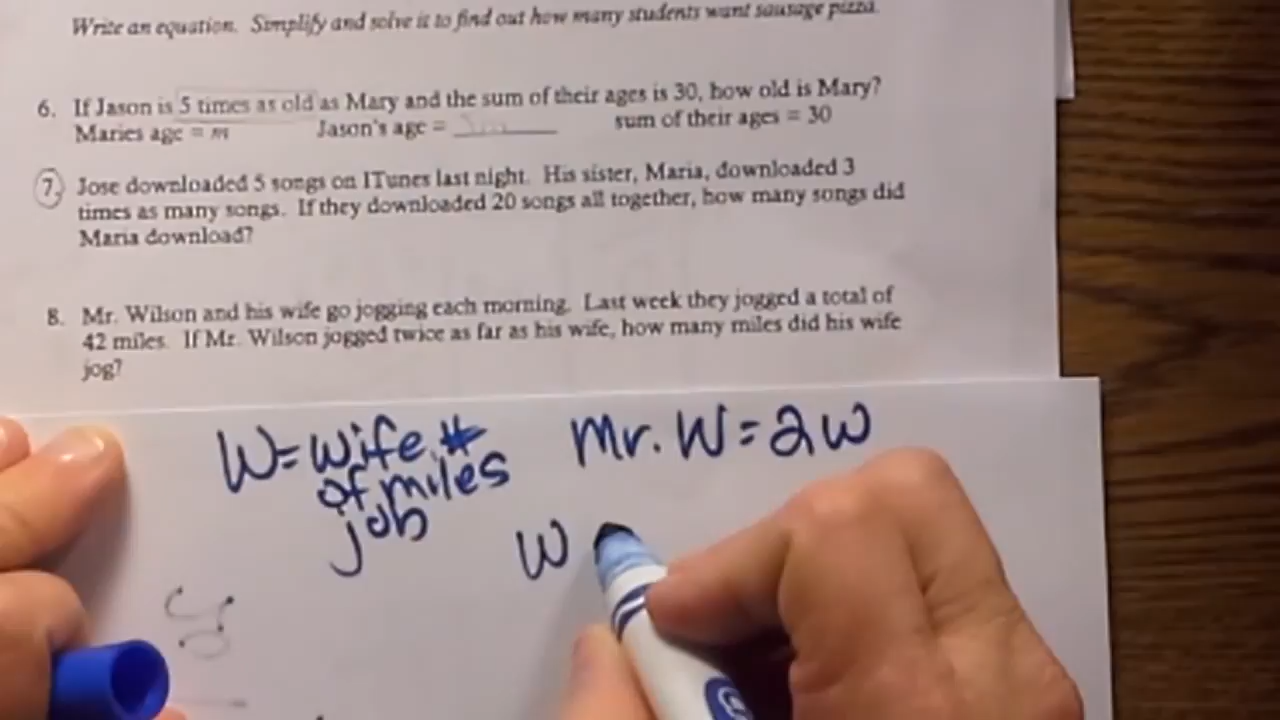 Write an equation. Simplify and solve it to find out how many students want sausage pizza.
6. If Jason is 5 times as old as Mary and the sum of their ages is 30, how old is Mary?
Maries age = m Jason's age = 5m sum of their ages = 30
7. Jose downloaded 5 songs on ITunes last night. His sister, Maria, downloaded 3
times as many songs. If they downloaded 20 songs all together, how many songs did
Maria download?
8. Mr. Wilson and his wife go jogging each morning. Last week they jogged a total of
42 miles. If Mr. Wilson jogged twice as far as his wife, how many miles did his wife
jog?
W=wife #
of miles
job
Mr. W=2w
w